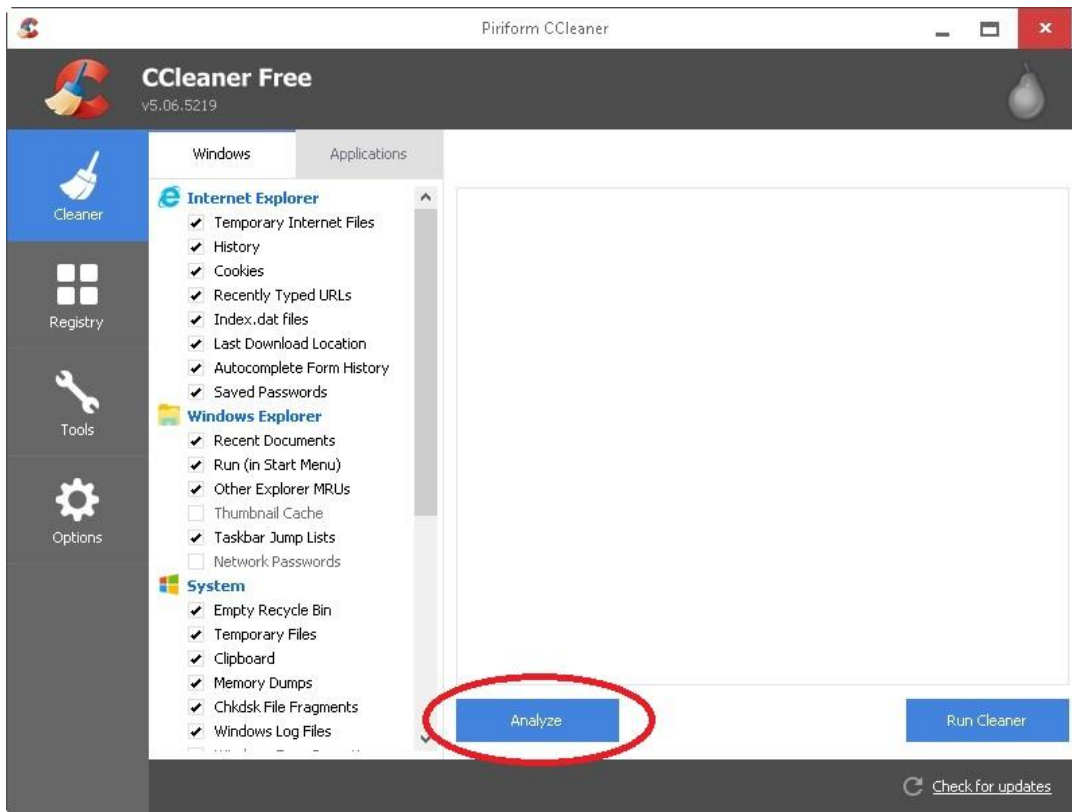 Piriform CCleaner
CCleaner Free
v5.06.5219
Cleaner
Registry
Tools
Options
Windows Applications
Internet Explorer
Temporary Internet Files
History
Cookies
Recently Typed URLs
Index.dat files
Last Download Location
Autocomplete Form History
Saved Passwords
Windows Explorer
Recent Documents
Run (in Start Menu)
Other Explorer MRUs
Thumbnail Cache
Taskbar Jump Lists
Network Passwords
System
Empty Recycle Bin
Temporary Files
Clipboard
Memory Dumps
Chkdsk File Fragments
Windows Log Files
Analyze
Run Cleaner
Check for updates